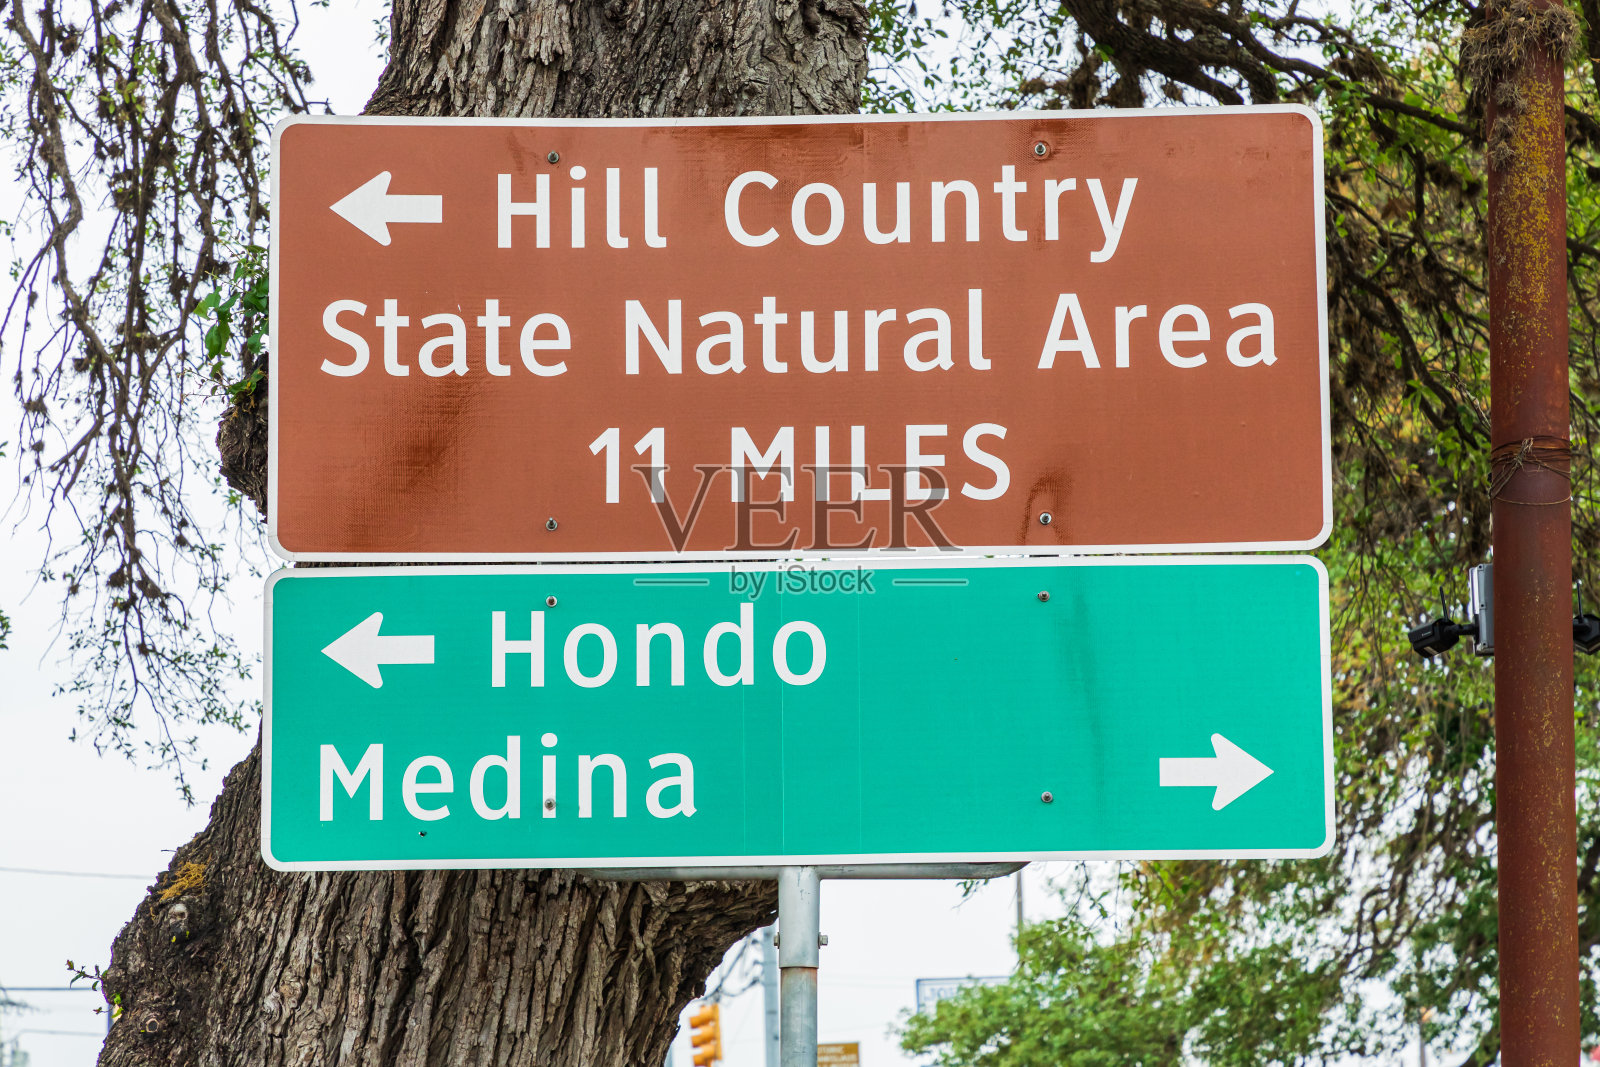 ← Hill Country
State Natural Area
11 MILES
VEER
by iStock
← Hondo
Medina →